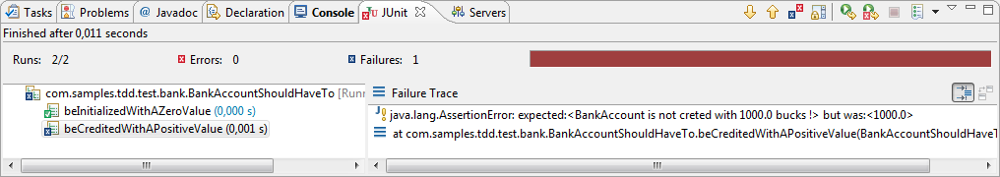 Tasks Problems @ Javadoc Declaration Console JUnit Servers
Finished after 0,011 seconds
Runs: 2/2 Errors: 0 Failures: 1
com.samples.tdd.test.bank.BankAccountShouldHaveTo [Runn
beInitializedWithAZeroValue (0,000 s)
beCreditedWithAPositiveValue (0,001 s)
Failure Trace
java.lang.AssertionError: expected:<BankAccount is not creted with 1000.0 bucks !> but was:<1000.0>
at com.samples.tdd.test.bank.BankAccountShouldHaveTo.beCreditedWithAPositiveValue(BankAccountShouldHaveT